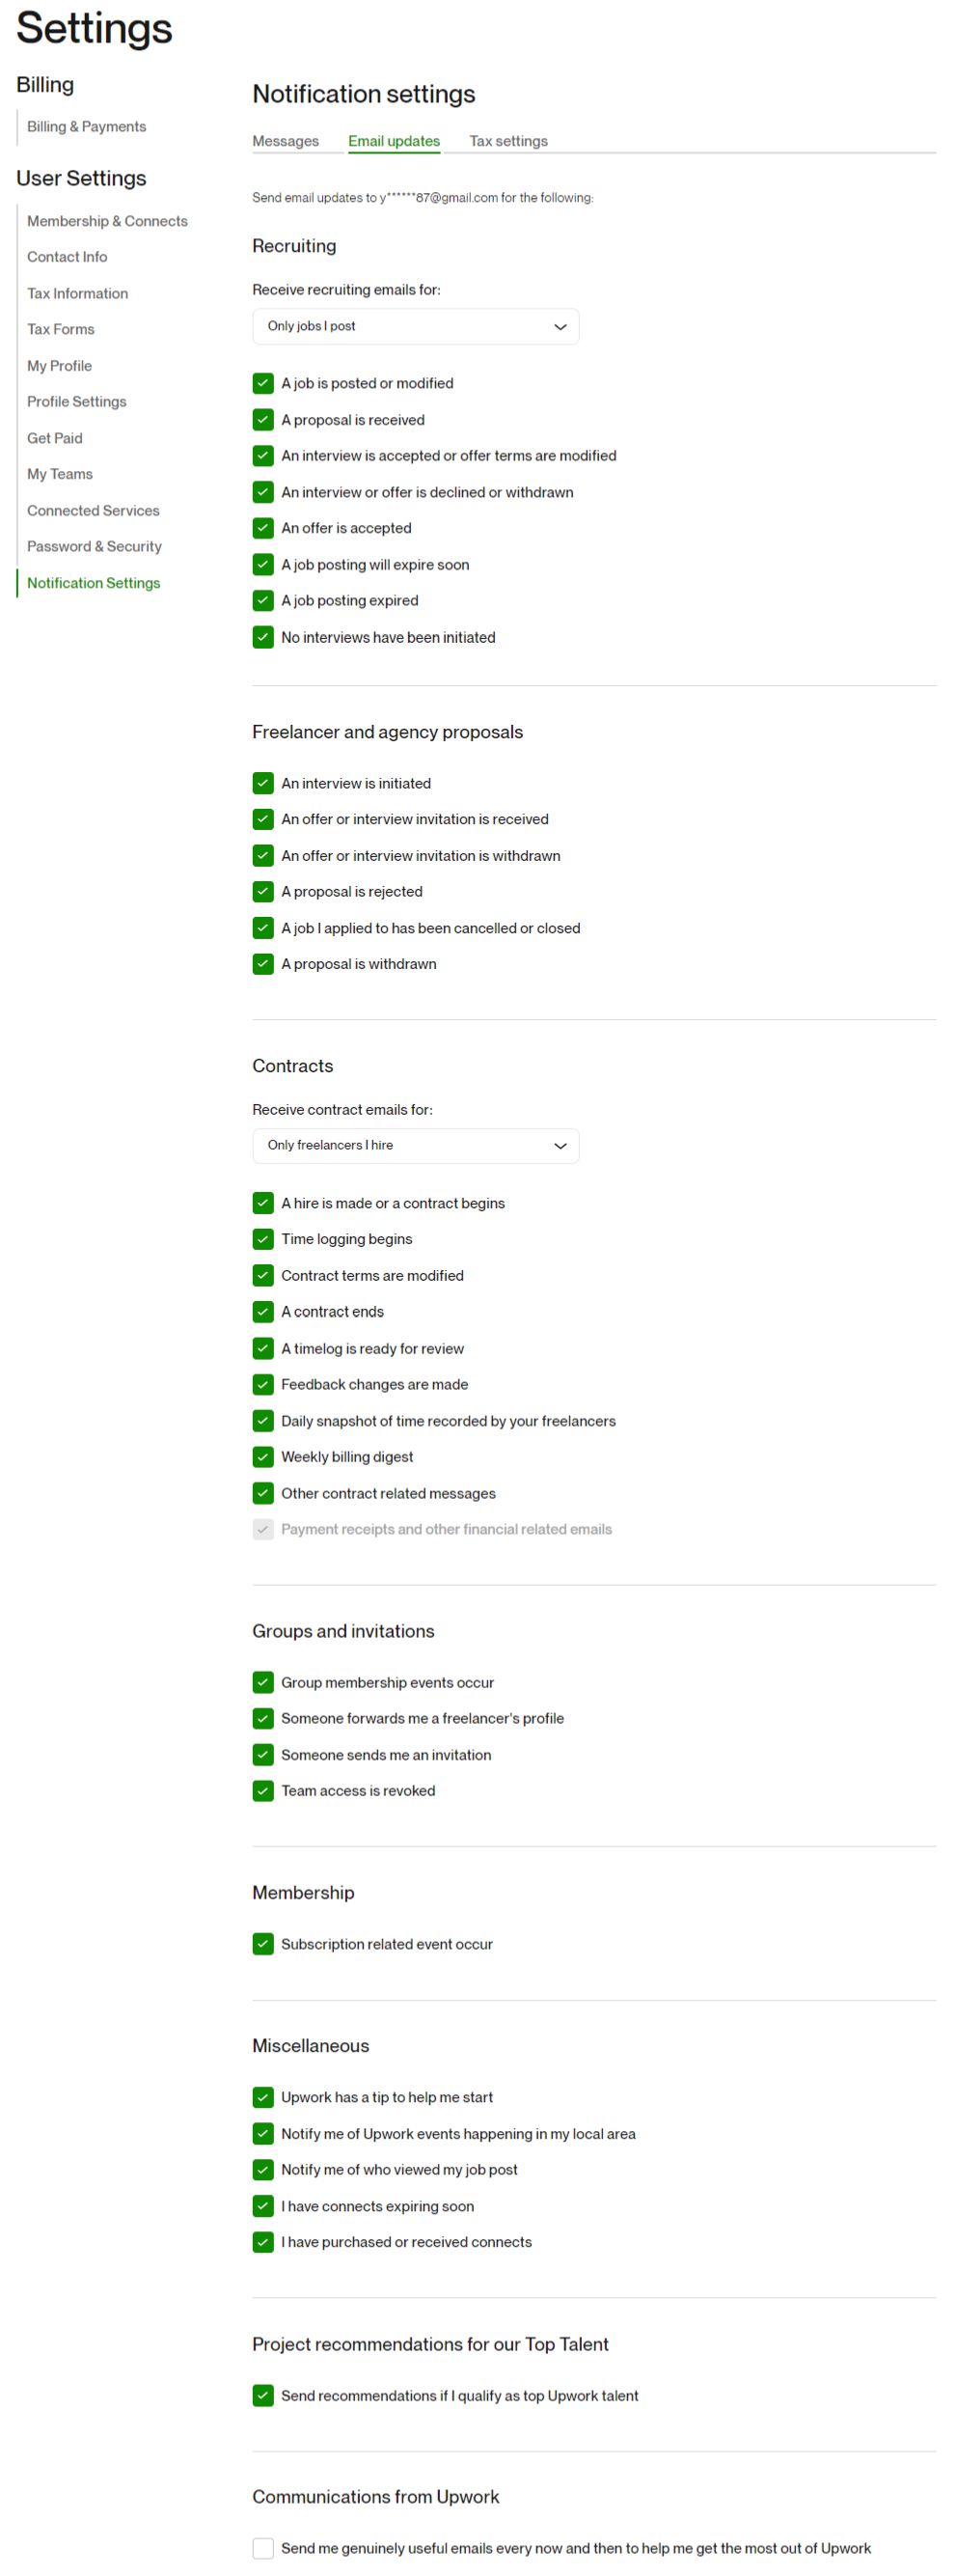 Settings
Billing
Billing & Payments
User Settings
Membership & Connects
Contact Info
Tax Information
Tax Forms
My Profile
Profile Settings
Get Paid
My Teams
Connected Services
Password & Security
Notification Settings
Notification settings
Messages
Email updates
Tax settings
Send email updates to y******87@gmail.com for the following:
Recruiting
Receive recruiting emails for:
Only jobs I post
A job is posted or modified
A proposal is received
An interview is accepted or offer terms are modified
An interview or offer is declined or withdrawn
An offer is accepted
A job posting will expire soon
A job posting expired
No interviews have been initiated
Freelancer and agency proposals
An interview is initiated
An offer or interview invitation is received
An offer or interview invitation is withdrawn
A proposal is rejected
A job I applied to has been cancelled or closed
A proposal is withdrawn
Contracts
Receive contract emails for:
Only freelancers I hire
A hire is made or a contract begins
Time logging begins
Contract terms are modified
A contract ends
A timelog is ready for review
Feedback changes are made
Daily snapshot of time recorded by your freelancers
Weekly billing digest
Other contract related messages
Payment receipts and other financial related emails
Groups and invitations
Group membership events occur
Someone forwards me a freelancer's profile
Someone sends me an invitation
Team access is revoked
Membership
Subscription related event occur
Miscellaneous
Upwork has a tip to help me start
Notify me of Upwork events happening in my local area
Notify me of who viewed my job post
I have connects expiring soon
I have purchased or received connects
Project recommendations for our Top Talent
Send recommendations if I qualify as top Upwork talent
Communications from Upwork
Send me genuinely useful emails every now and then to help me get the most out of Upwork